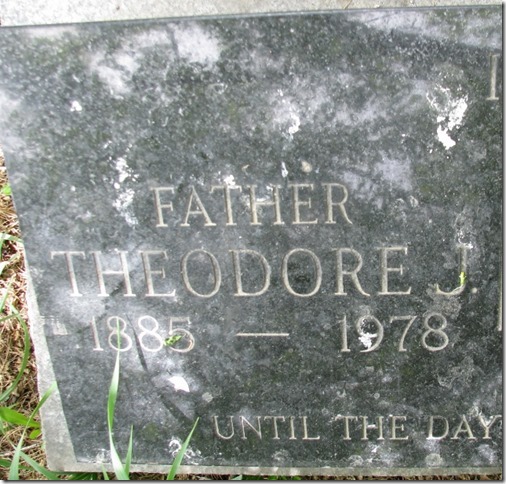 FATHER
THEODORE J.
1885 — 1978
UNTIL THE DAY